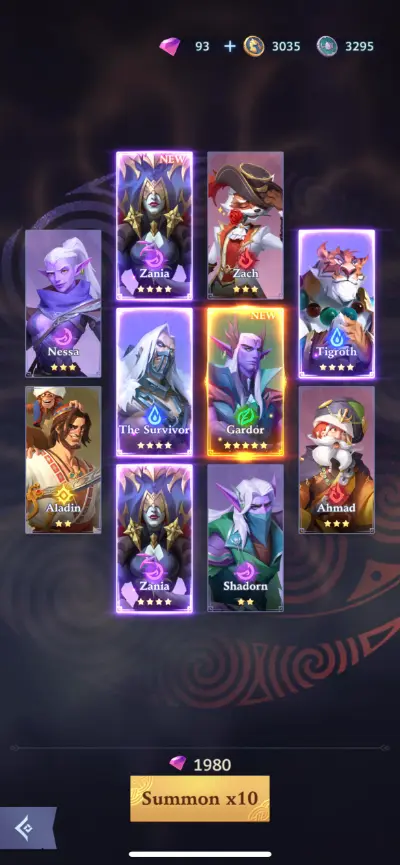 93 + 3035 3295
NEW
Zania
Zach
Nessa
Tigroth
NEW
The Survivor
Gardor
Aladin
Ahmad
Zania
Shadorn
1980
Summon x10